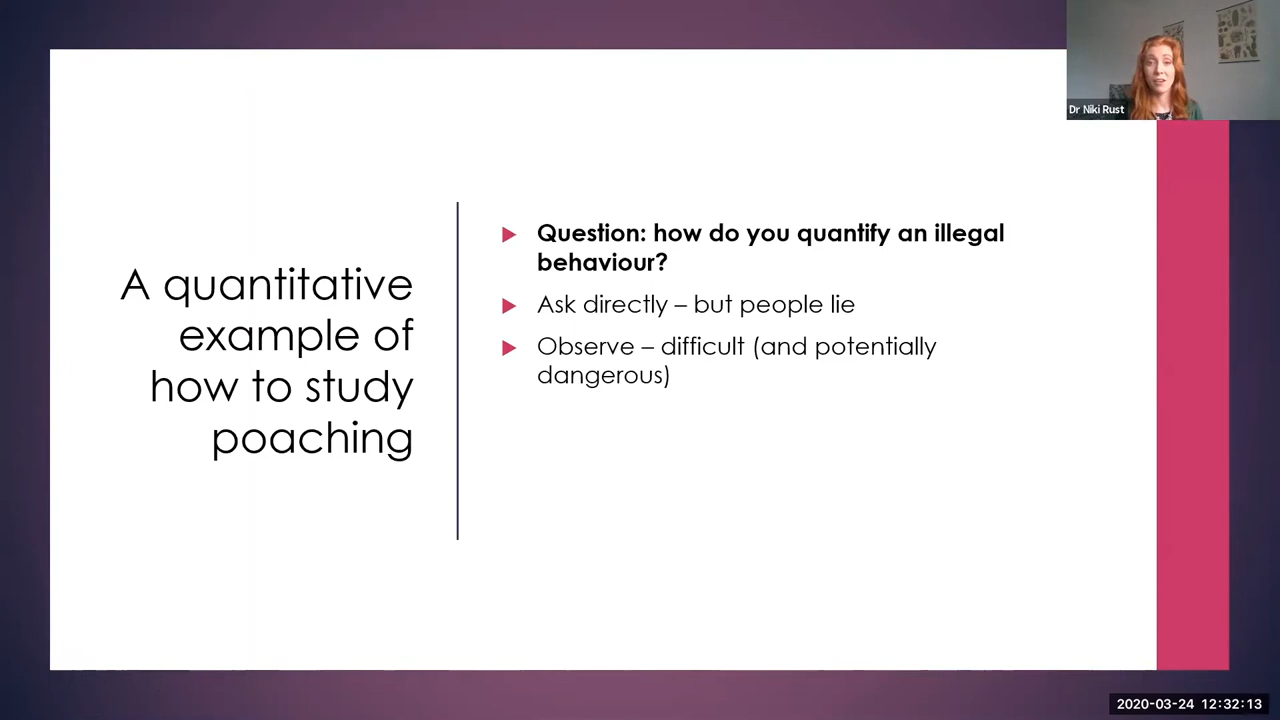 Dr Niki Rust
A quantitative
example of
how to study
poaching
Question: how do you quantify an illegal
behaviour?
Ask directly – but people lie
Observe – difficult (and potentially
dangerous)
2020-03-24 12:32:13